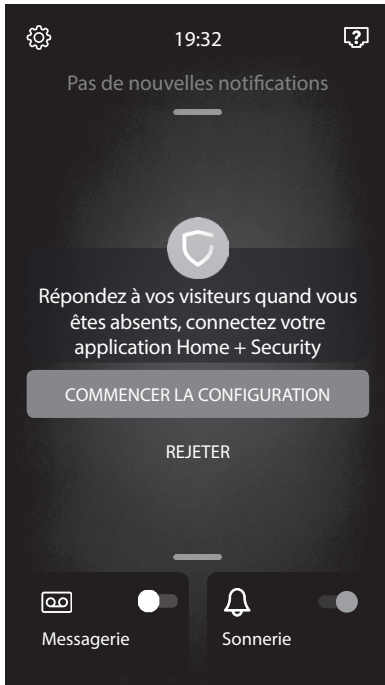 19:32
Pas de nouvelles notifications
Répondez à vos visiteurs quand vous
êtes absents, connectez votre
application Home + Security
COMMENCER LA CONFIGURATION
REJETER
Messagerie
Sonnerie